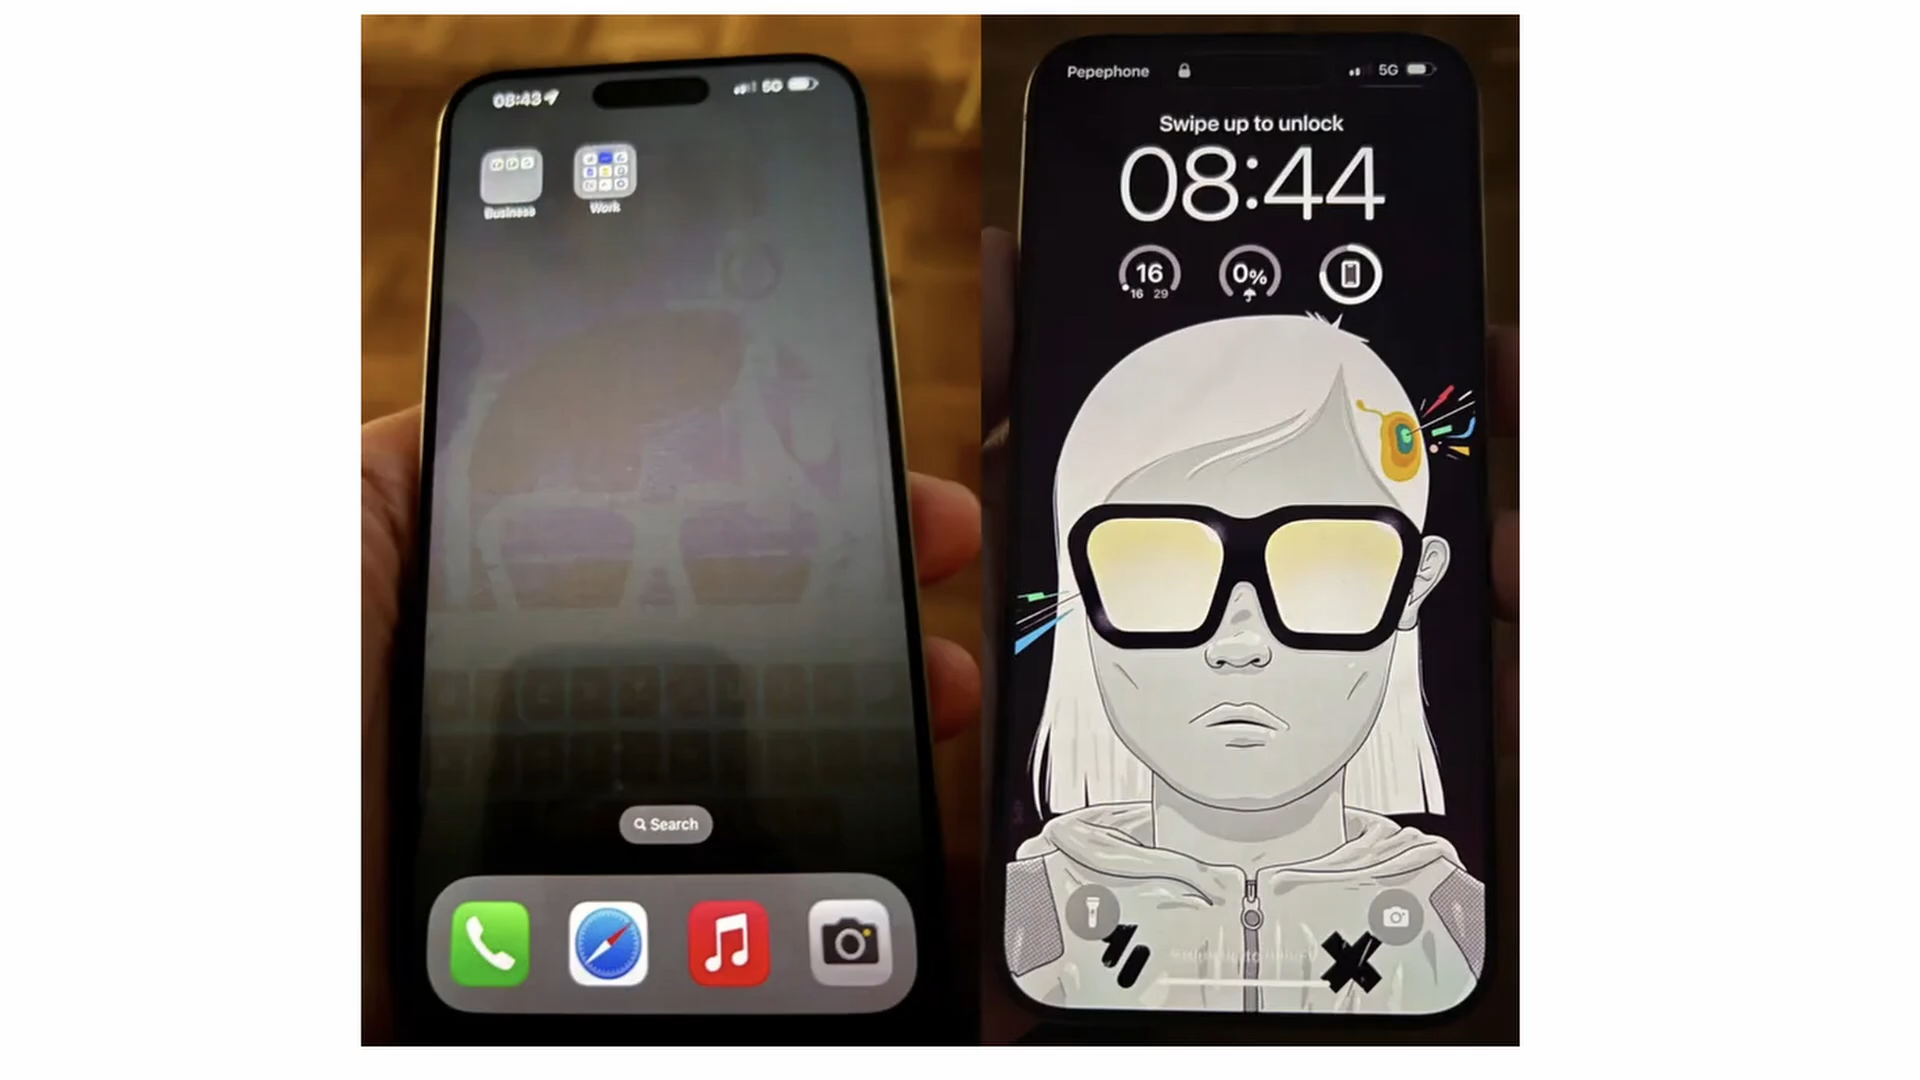 08:43
5G
Business
Work
Search
Pepephone
5G
Swipe up to unlock
08:44
16
16 29
0%